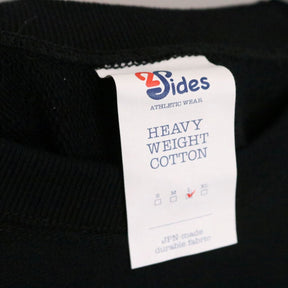 2Sides
ATHLETIC WEAR
HEAVY
WEIGHT
COTTON
S M L XL
JPN-made
durable fabric